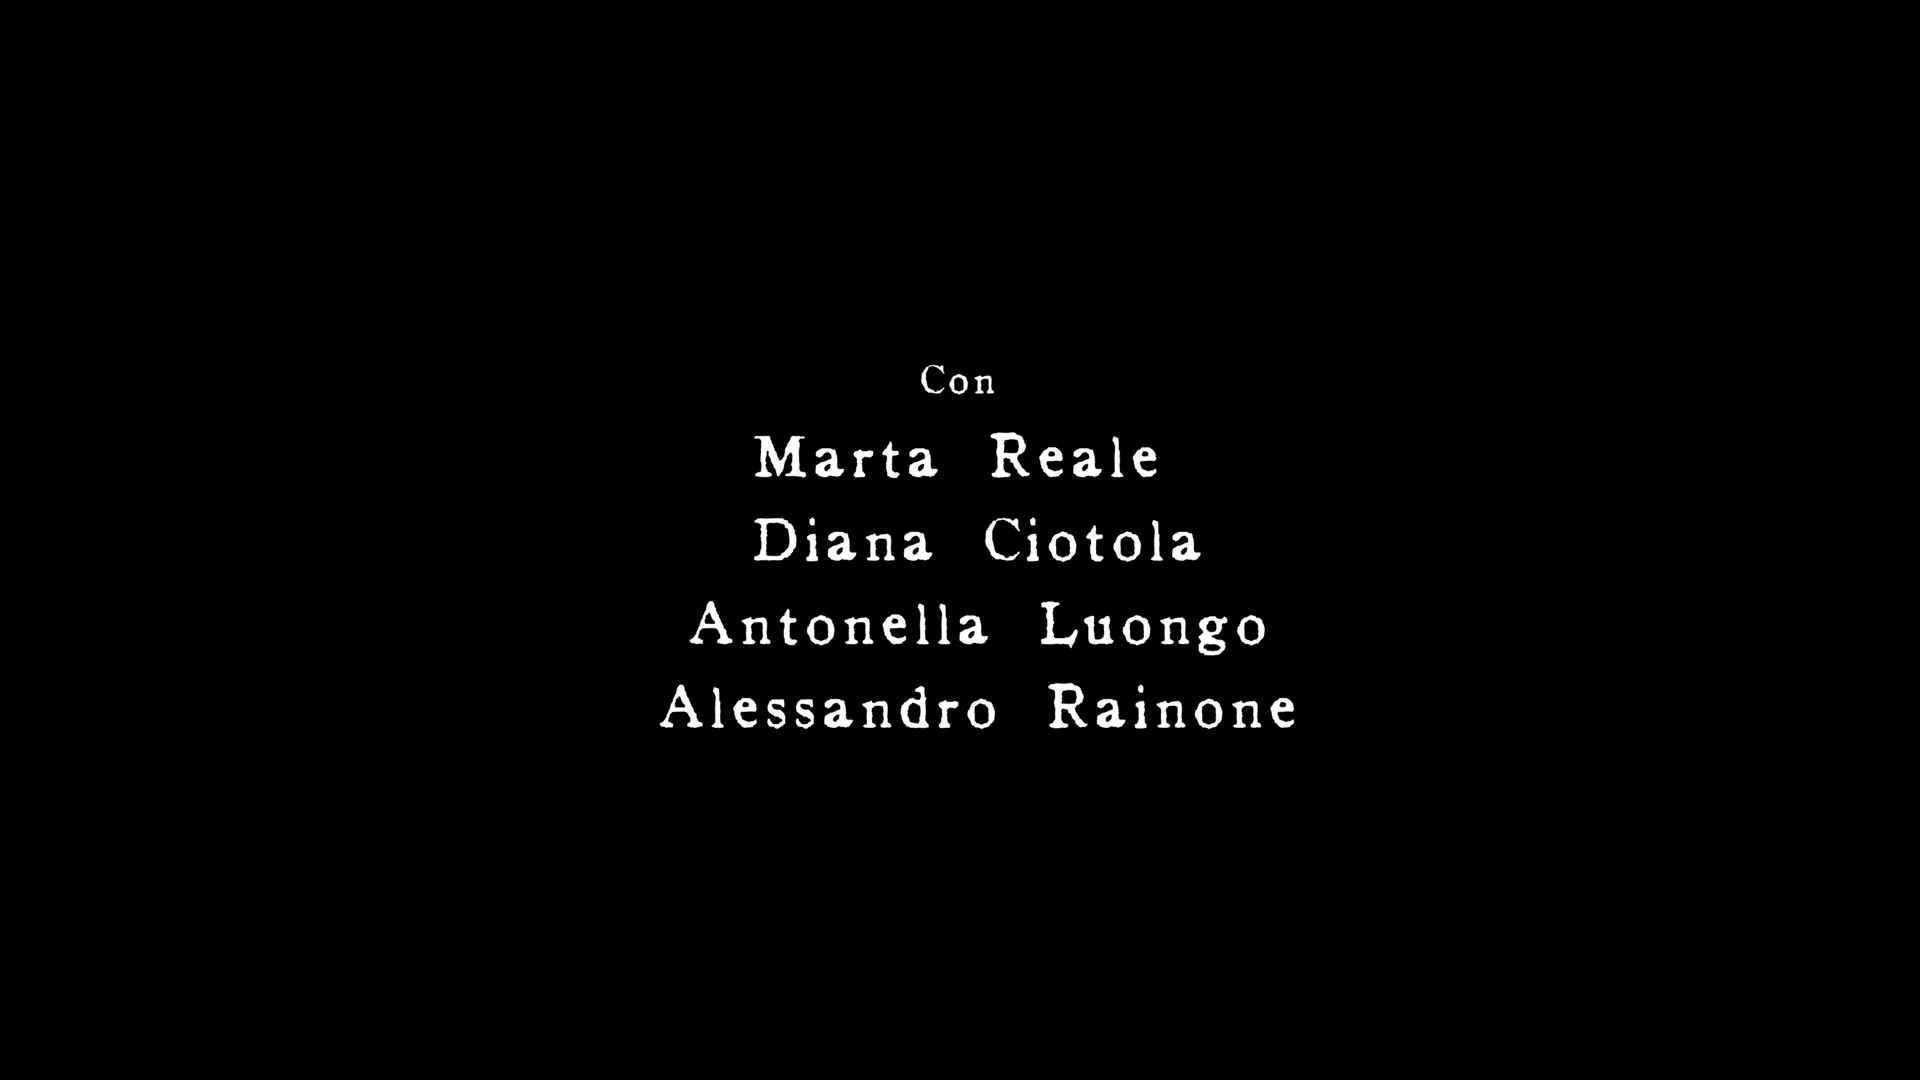 Con
Marta Reale
Diana Ciotola
Antonella Luongo
Alessandro Rainone